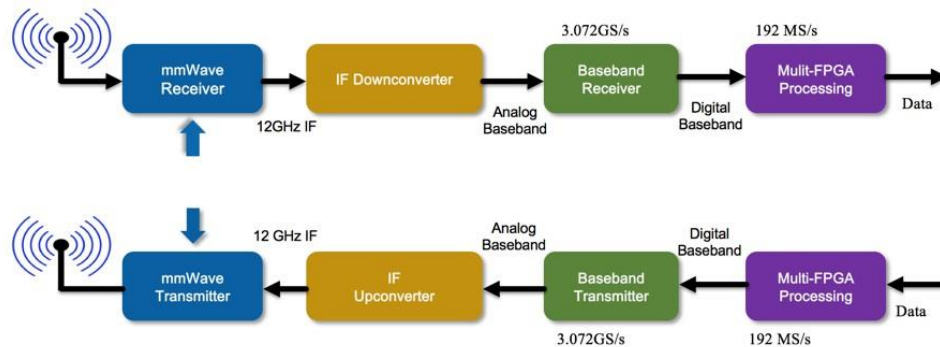 3.072GS/s
192 MS/s
mmWave
Receiver
IF Downconverter
Baseband
Receiver
Mulit-FPGA
Processing
12GHz IF
Analog
Baseband
Digital
Baseband
Data
12 GHz IF
Analog
Baseband
Digital
Baseband
mmWave
Transmitter
IF
Upconverter
Baseband
Transmitter
Multi-FPGA
Processing
Data
3.072GS/s
192 MS/s